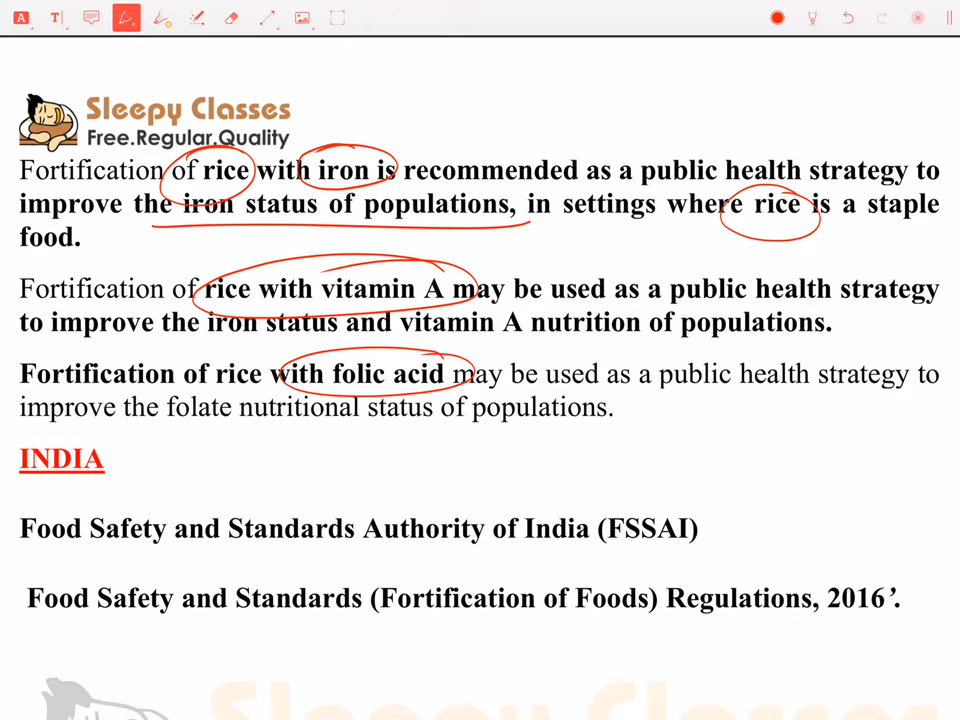 A T
Sleepy Classes
Free.Regular.Quality
Fortification of rice with iron is recommended as a public health strategy to
improve the iron status of populations, in settings where rice is a staple
food.
Fortification of rice with vitamin A may be used as a public health strategy
to improve the iron status and vitamin A nutrition of populations.
Fortification of rice with folic acid may be used as a public health strategy to
improve the folate nutritional status of populations.
INDIA
Food Safety and Standards Authority of India (FSSAI)
Food Safety and Standards (Fortification of Foods) Regulations, 2016’.
Sleepy Classes